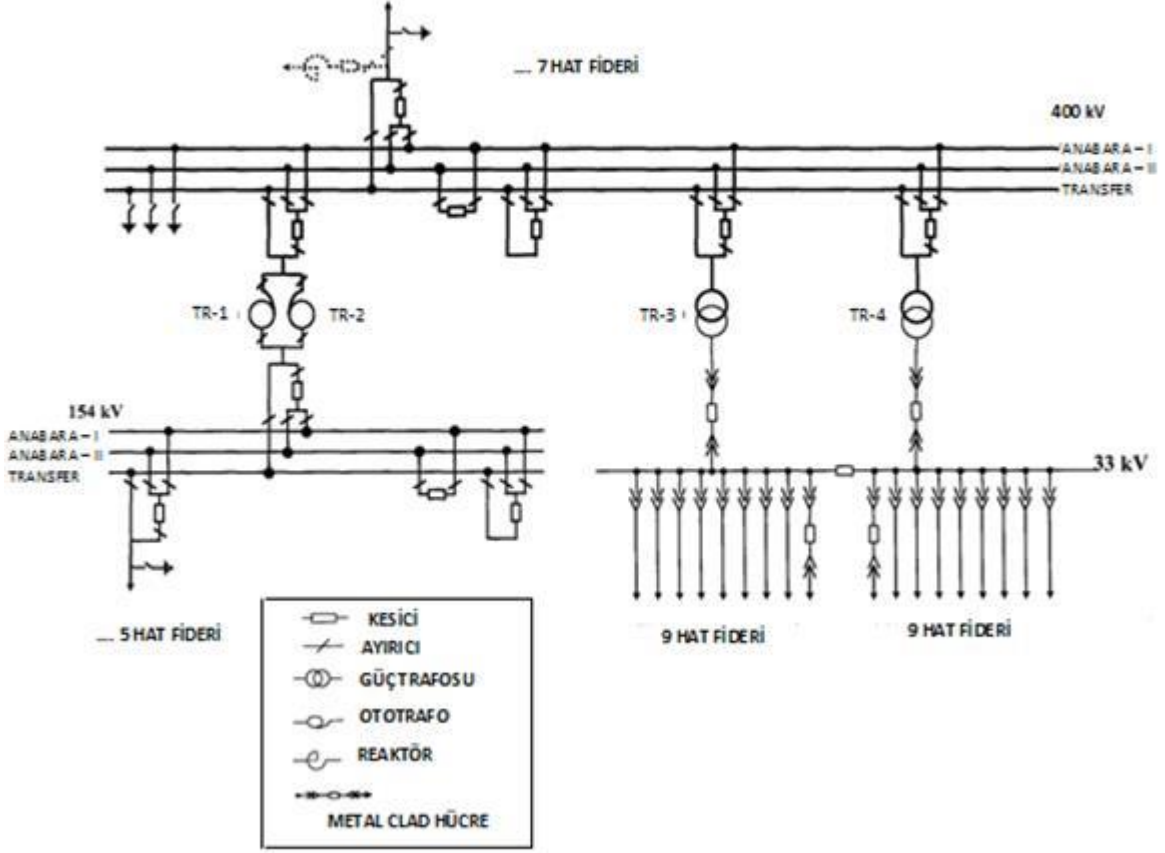 .... 7 HAT FİDERİ
400 kV
ANABARA – I
ANABARA – II
TRANSFER
TR-1
TR-2
TR-3
TR-4
154 kV
ANABARA – I
ANABARA – II
TRANSFER
33 kV
.... 5 HAT FİDERİ
9 HAT FİDERİ
9 HAT FİDERİ
KESİCİ
AYIRICI
GÜÇ TRAFOSU
OTOTRAFO
REAKTÖR
METAL CLAD HÜCRE